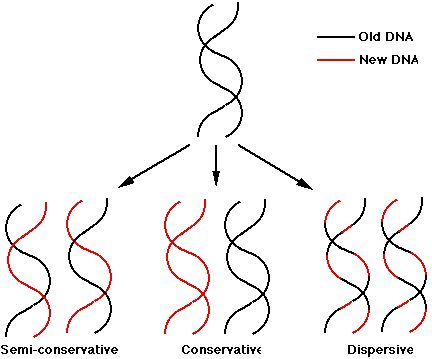 Old DNA
New DNA
Semi-conservative
Conservative
Dispersive